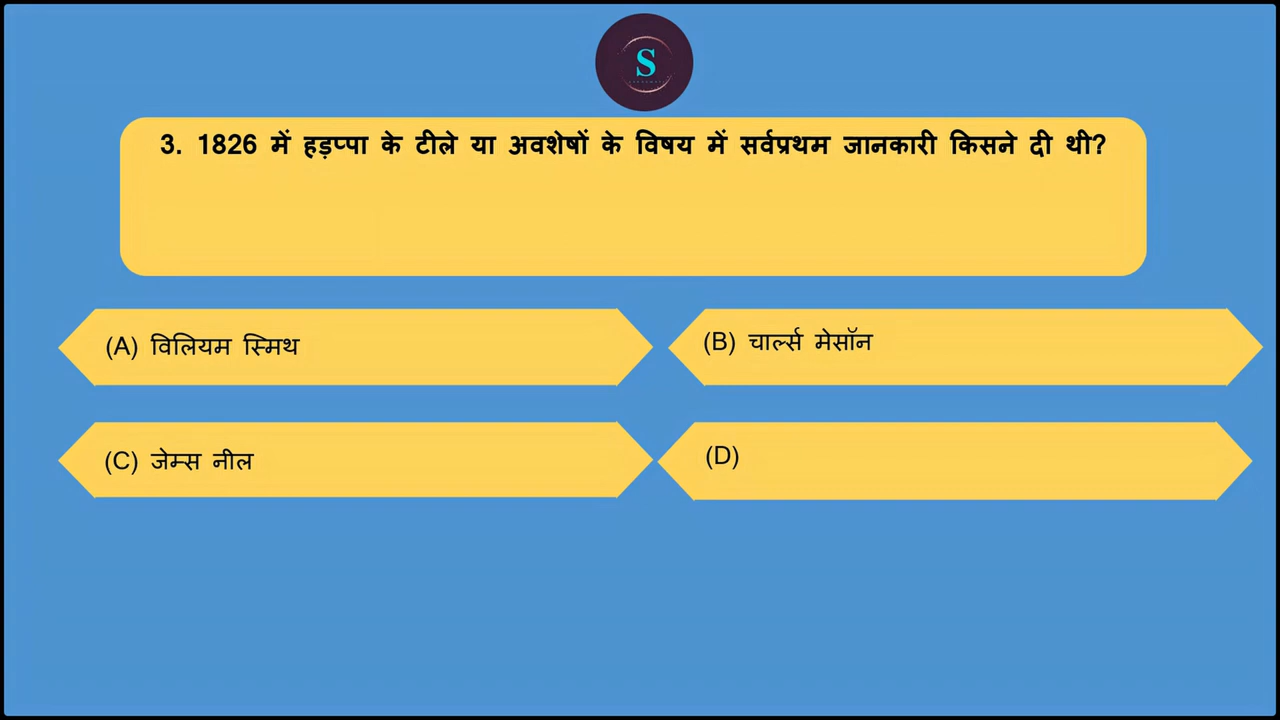 S
3. 1826 में हड़प्पा के टीले या अवशेषों के विषय में सर्वप्रथम जानकारी किसने दी थी?
(A) विलियम स्मिथ
(B) चार्ल्स मेसॉन
(C) जेम्स नील
(D)